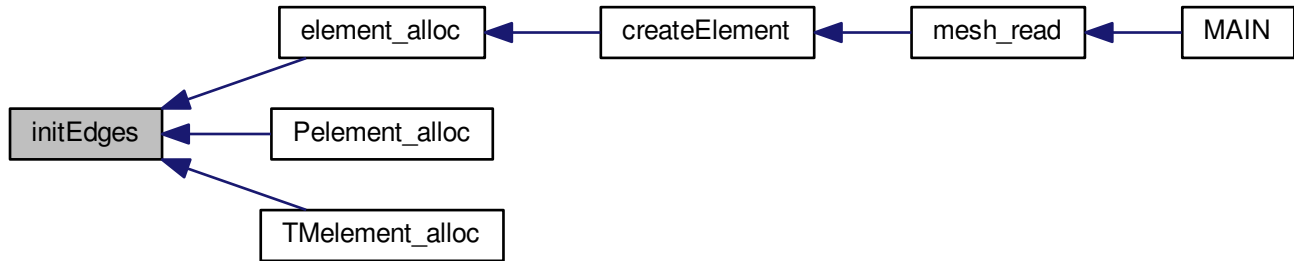 element_alloc
createElement
mesh_read
MAIN
initEdges
Pelement_alloc
TMelement_alloc